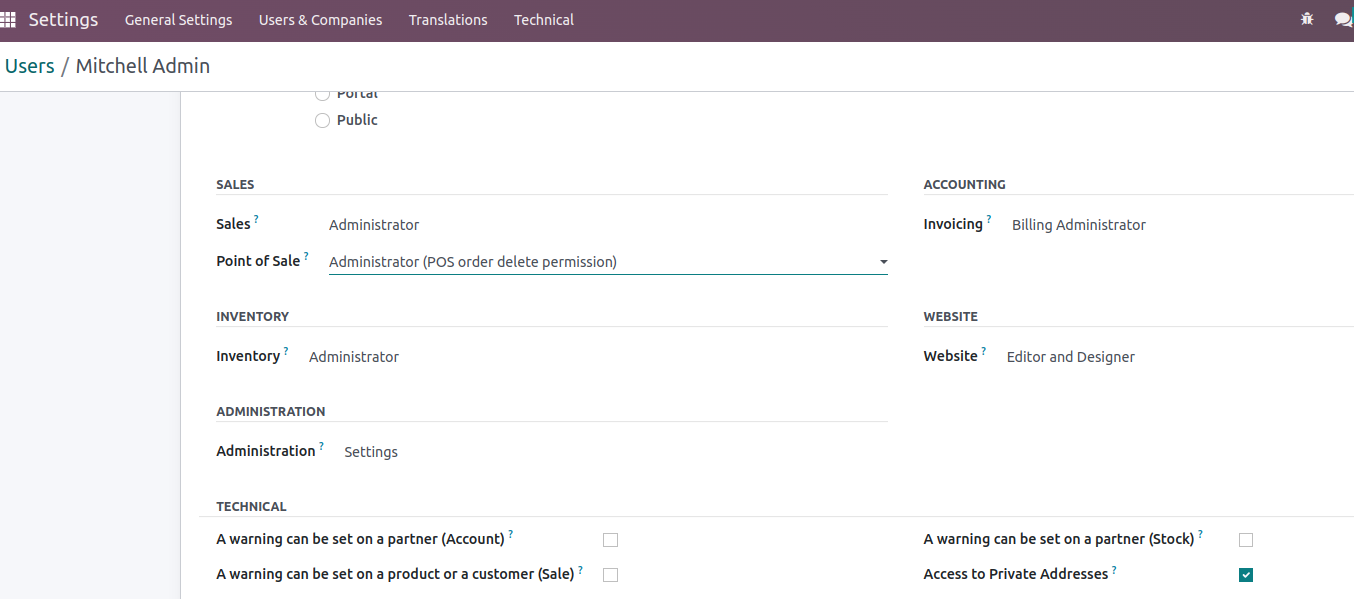 Settings General Settings Users & Companies Translations Technical
Users / Mitchell Admin
Portal
Public
SALES
Sales ? Administrator
Point of Sale ? Administrator (POS order delete permission)
ACCOUNTING
Invoicing ? Billing Administrator
INVENTORY
Inventory ? Administrator
WEBSITE
Website ? Editor and Designer
ADMINISTRATION
Administration ? Settings
TECHNICAL
A warning can be set on a partner (Account) ?
A warning can be set on a partner (Stock) ?
A warning can be set on a product or a customer (Sale) ?
Access to Private Addresses ?